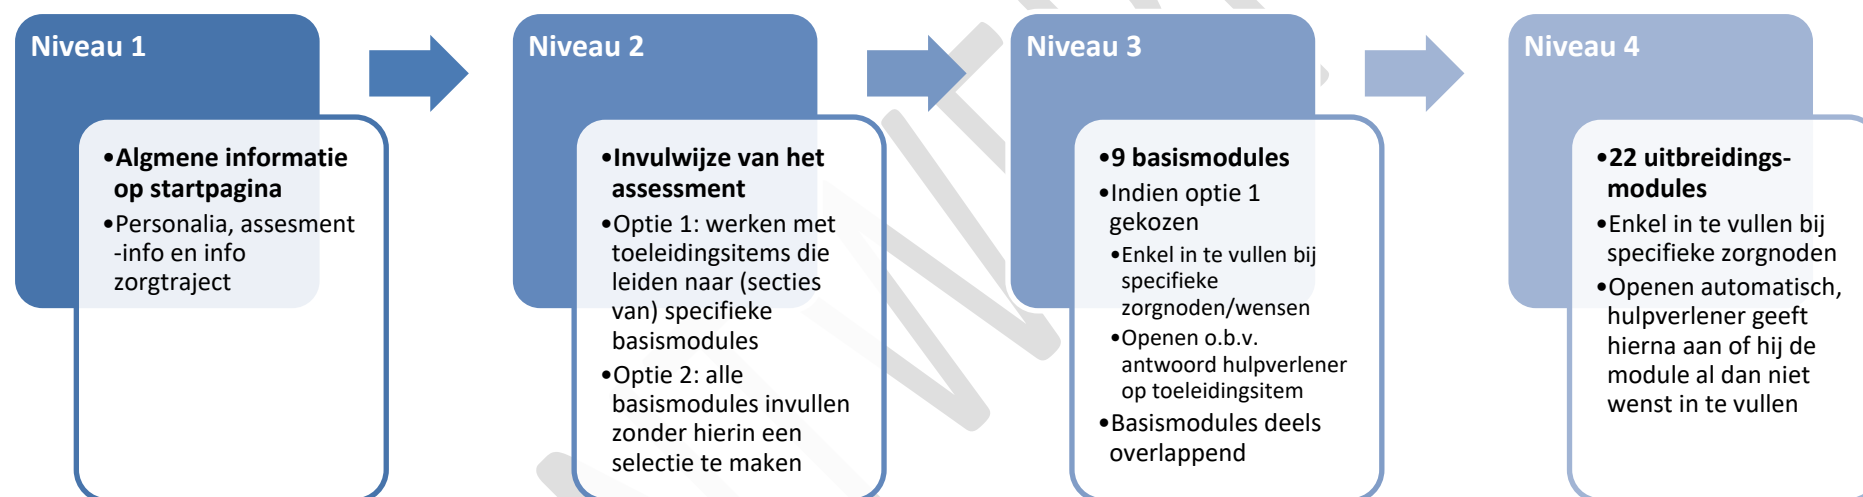 Niveau 1
•Algmene informatie
op startpagina
•Personalia, assesment
-info en info
zorgtraject
Niveau 2
•Invulwijze van het
assessment
•Optie 1: werken met
toeleidingsitems die
leiden naar (secties
van) specifieke
basismodules
•Optie 2: alle
basismodules invullen
zonder hierin een
selectie te maken
Niveau 3
•9 basismodules
•Indien optie 1
gekozen
•Enkel in te vullen bij
specifieke
zorgnoden/wensen
•Openen o.b.v.
antwoord hulpverlener
op toeleidingsitem
•Basismodules deels
overlappend
Niveau 4
•22 uitbreidings-
modules
•Enkel in te vullen bij
specifieke zorgnoden
•Openen automatisch,
hulpverlener geeft
hierna aan of hij de
module al dan niet
wenst in te vullen